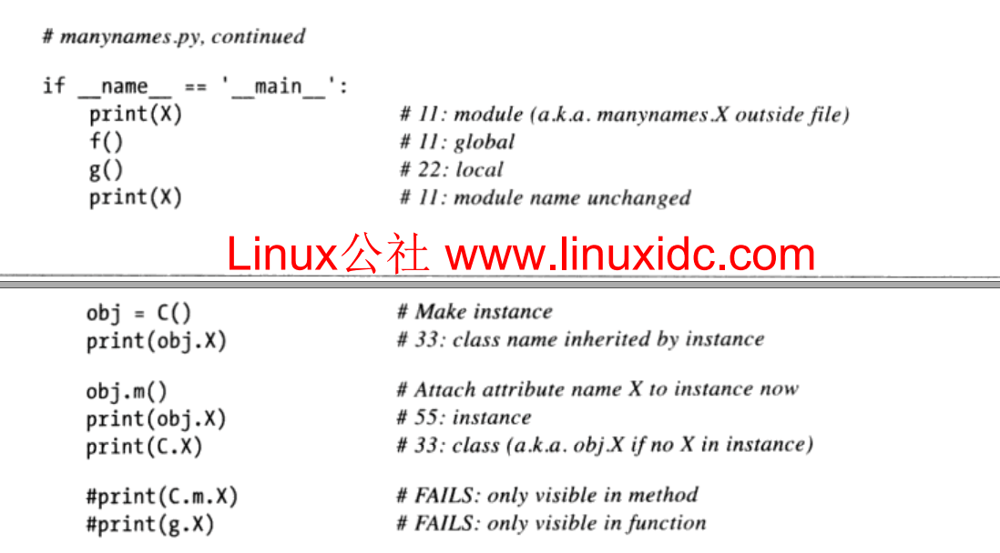 # manynames.py, continued
if __name__ == '__main__':
print(X) # 11: module (a.k.a. manynames.X outside file)
f() # 11: global
g() # 22: local
print(X) # 11: module name unchanged
Linux公社 www.linuxidc.com
obj = C() # Make instance
print(obj.X) # 33: class name inherited by instance
obj.m() # Attach attribute name X to instance now
print(obj.X) # 55: instance
print(C.X) # 33: class (a.k.a. obj.X if no X in instance)
#print(C.m.X) # FAILS: only visible in method
#print(g.X) # FAILS: only visible in function